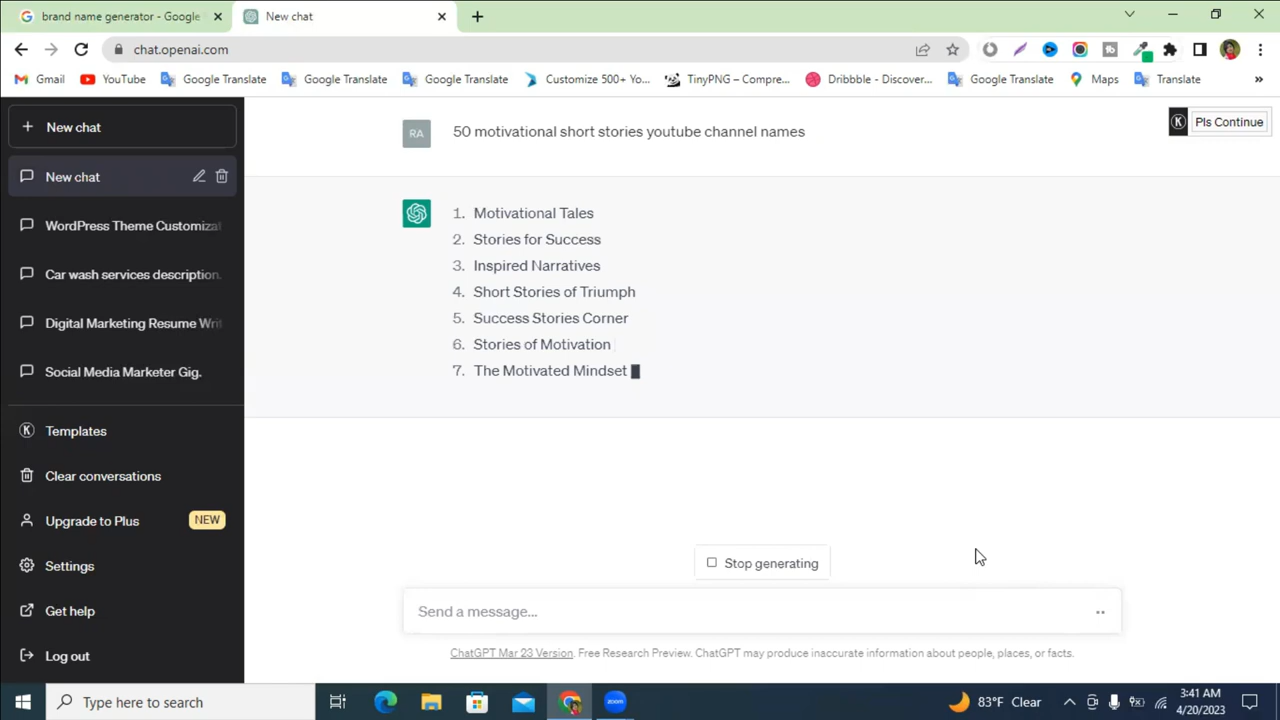 brand name generator - Google
New chat
chat.openai.com
Gmail
YouTube
Google Translate
Google Translate
Google Translate
Customize 500+ Yo...
TinyPNG – Compre...
Dribbble - Discover...
Google Translate
Maps
Translate
»
+ New chat
New chat
WordPress Theme Customiza
Car wash services description.
Digital Marketing Resume Wri
Social Media Marketer Gig.
Templates
Clear conversations
Upgrade to Plus
NEW
Settings
Get help
Log out
RA
50 motivational short stories youtube channel names
K
Pls Continue
1. Motivational Tales
2. Stories for Success
3. Inspired Narratives
4. Short Stories of Triumph
5. Success Stories Corner
6. Stories of Motivation
7. The Motivated Mindset
Stop generating
Send a message...
ChatGPT Mar 23 Version. Free Research Preview. ChatGPT may produce inaccurate information about people, places, or facts.
Type here to search
zoom
83°F Clear
3:41 AM
4/20/2023